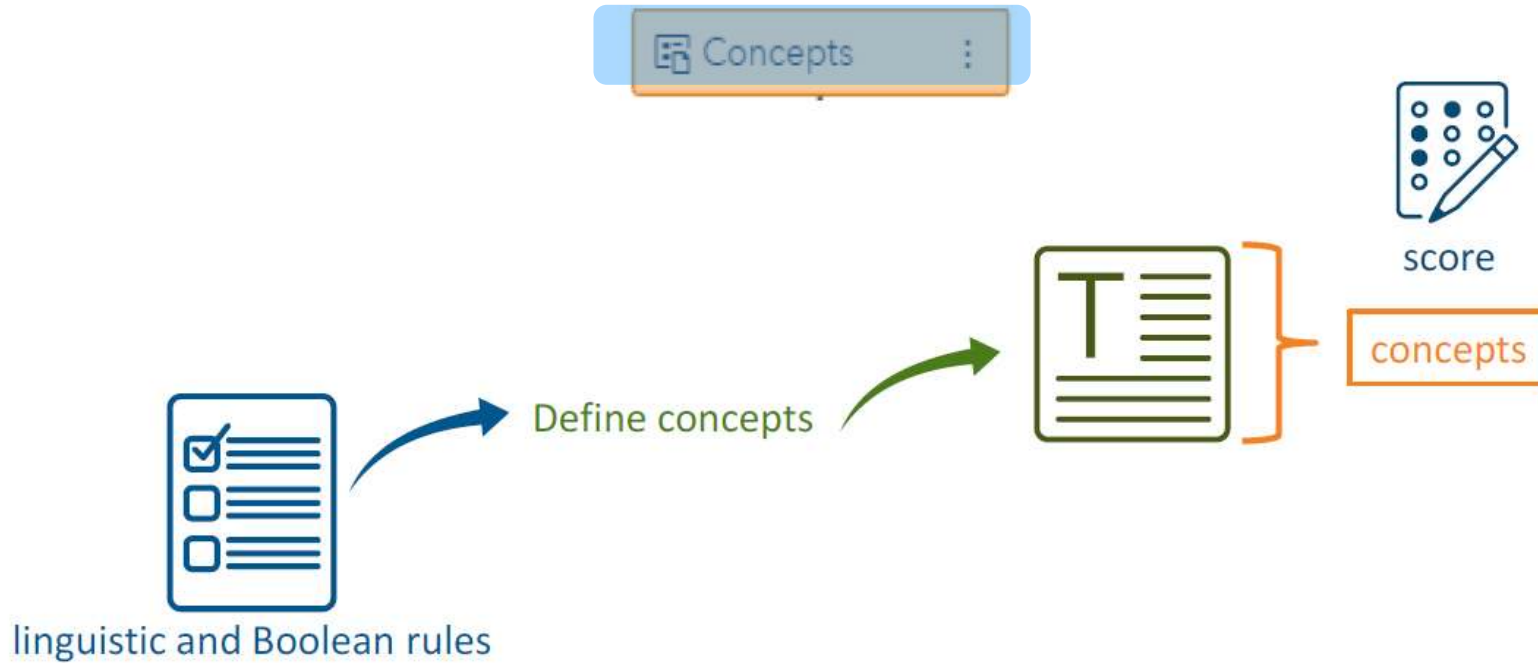 Concepts
score
concepts
Define concepts
T
linguistic and Boolean rules